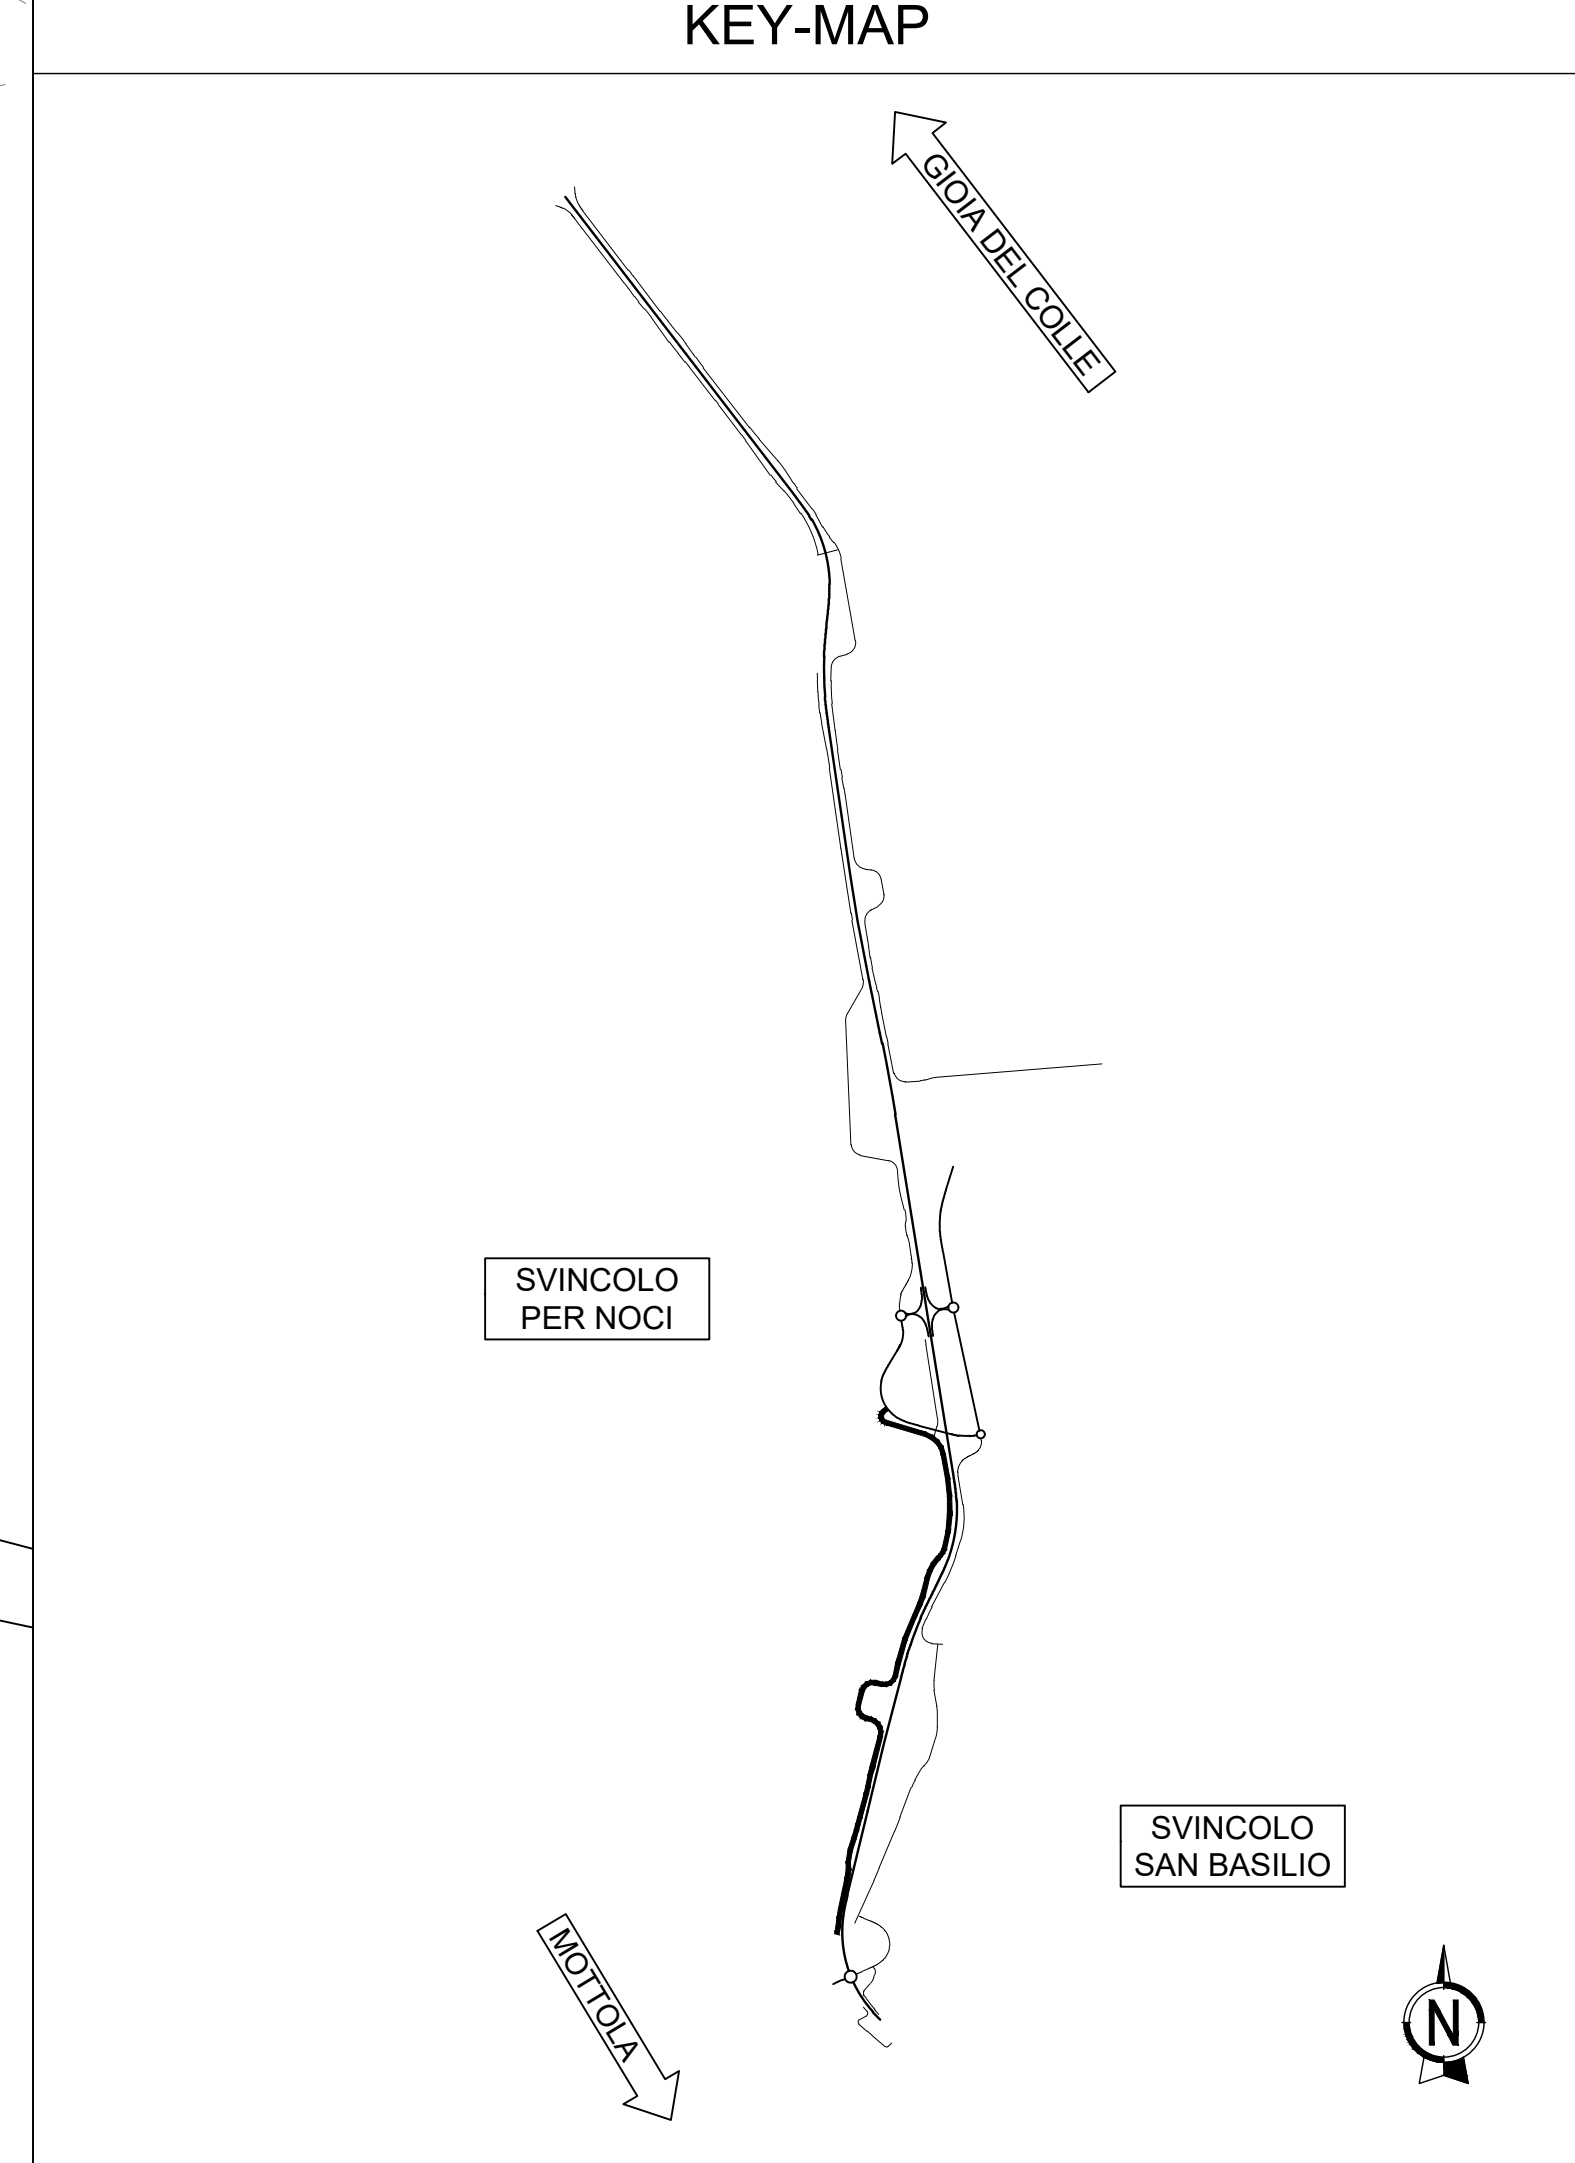 KEY-MAP
GIOIA DEL COLLE
SVINCOLO
PER NOCI
SVINCOLO
SAN BASILIO
MOTTOLA
N